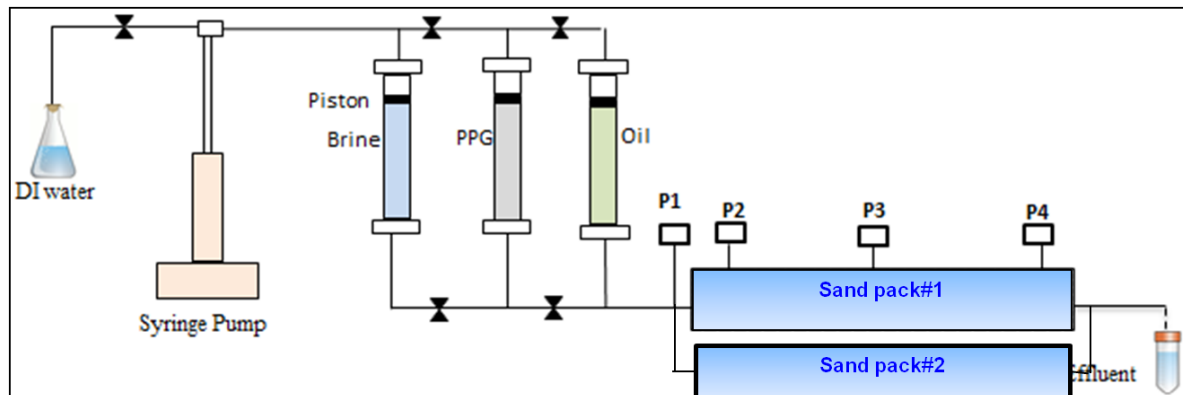 DI water
Syringe Pump
Piston
Brine
PPG
Oil
P1
P2
P3
P4
Sand pack#1
Sand pack#2
Effluent